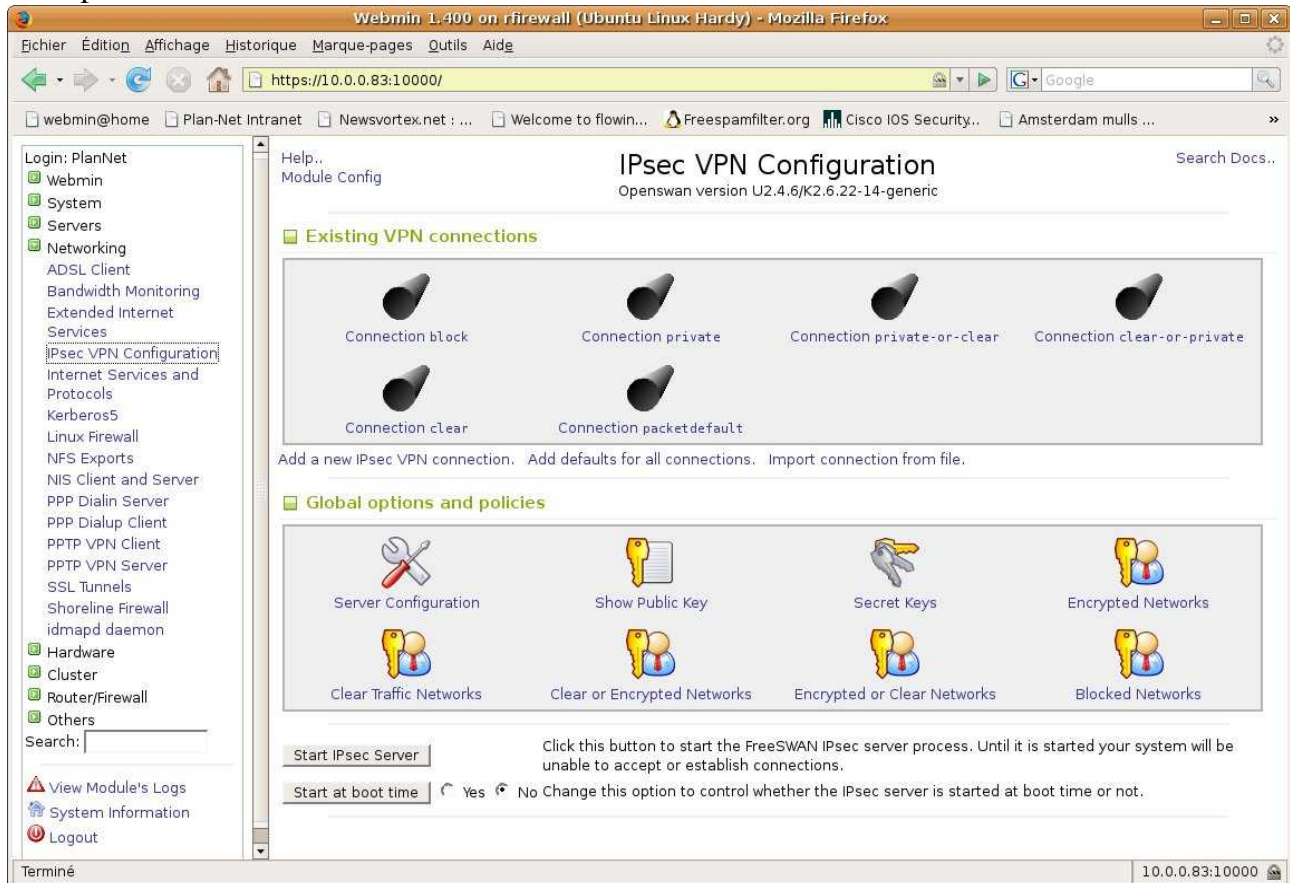 Webmin 1.400 on rfirewall (Ubuntu Linux Hardy) - Mozilla Firefox
Fichier Édition Affichage Historique Marque-pages Outils Aide
https://10.0.0.83:10000/
Google
webmin@home Plan-Net Intranet Newsvortex.net : ... Welcome to flowin... Freespamfilter.org Cisco IOS Security... Amsterdam mulls ... »
Login: PlanNet
Webmin
System
Servers
Networking
ADSL Client
Bandwidth Monitoring
Extended Internet
Services
IPsec VPN Configuration
Internet Services and
Protocols
Kerberos5
Linux Firewall
NFS Exports
NIS Client and Server
PPP Dialin Server
PPP Dialup Client
PPTP VPN Client
PPTP VPN Server
SSL Tunnels
Shoreline Firewall
idmapd daemon
Hardware
Cluster
Router/Firewall
Others
Search:
View Module's Logs
System Information
Logout
Help..
Module Config
IPsec VPN Configuration
Openswan version U2.4.6/K2.6.22-14-generic
Search Docs..
Existing VPN connections
Connection block
Connection private
Connection private-or-clear
Connection clear-or-private
Connection clear
Connection packetdefault
Add a new IPsec VPN connection. Add defaults for all connections. Import connection from file.
Global options and policies
Server Configuration
Show Public Key
Secret Keys
Encrypted Networks
Clear Traffic Networks
Clear or Encrypted Networks
Encrypted or Clear Networks
Blocked Networks
Start IPsec Server
Click this button to start the FreeSWAN IPsec server process. Until it is started your system will be
unable to accept or establish connections.
Start at boot time Yes No Change this option to control whether the IPsec server is started at boot time or not.
Terminé
10.0.0.83:10000